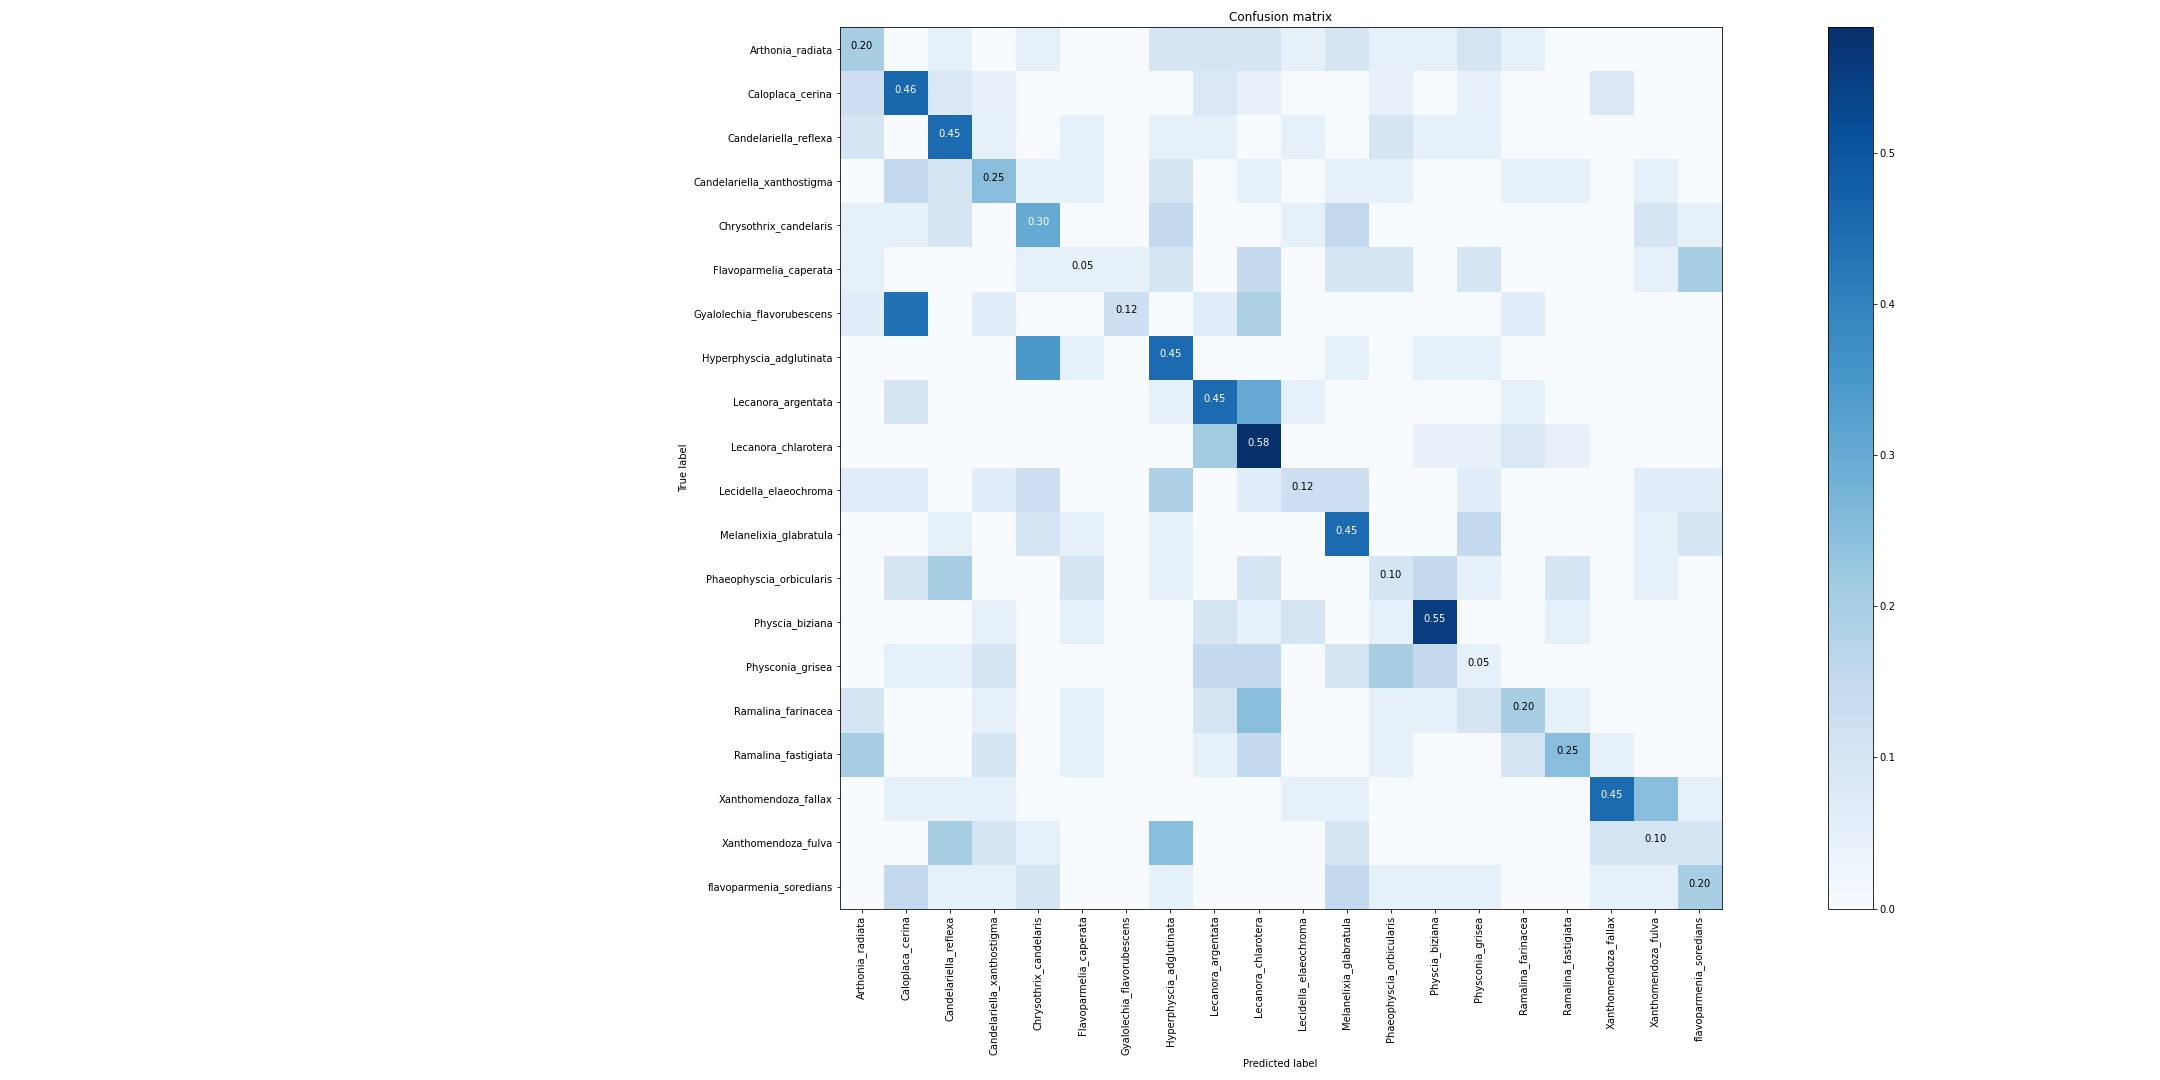 Confusion matrix
Arthonia_radiata 0.20
Caloplaca_cerina 0.46
Candelariella_reflexa 0.45
Candelariella_xanthostigma 0.25
Chrysothrix_candelaris 0.30
Flavoparmelia_caperata 0.05
Gyalolechia_flavorubescens 0.12
Hyperphyscia_adglutinata 0.45
Lecanora_argentata 0.45
Lecanora_chlarotera 0.58
Lecidella_elaeochroma 0.12
Melanelixia_glabratula 0.45
Phaeophyscia_orbicularis 0.10
Physcia_biziana 0.55
Physconia_grisea 0.05
Ramalina_farinacea 0.20
Ramalina_fastigiata 0.25
Xanthomendoza_fallax 0.45
Xanthomendoza_fulva 0.10
flavoparmenia_soredians 0.20
True label
Arthonia_radiata
Caloplaca_cerina
Candelariella_reflexa
Candelariella_xanthostigma
Chrysothrix_candelaris
Flavoparmelia_caperata
Gyalolechia_flavorubescens
Hyperphyscia_adglutinata
Lecanora_argentata
Lecanora_chlarotera
Lecidella_elaeochroma
Melanelixia_glabratula
Phaeophyscia_orbicularis
Physcia_biziana
Physconia_grisea
Ramalina_farinacea
Ramalina_fastigiata
Xanthomendoza_fallax
Xanthomendoza_fulva
flavoparmenia_soredians
Predicted label
0.5
0.4
0.3
0.2
0.1
0.0